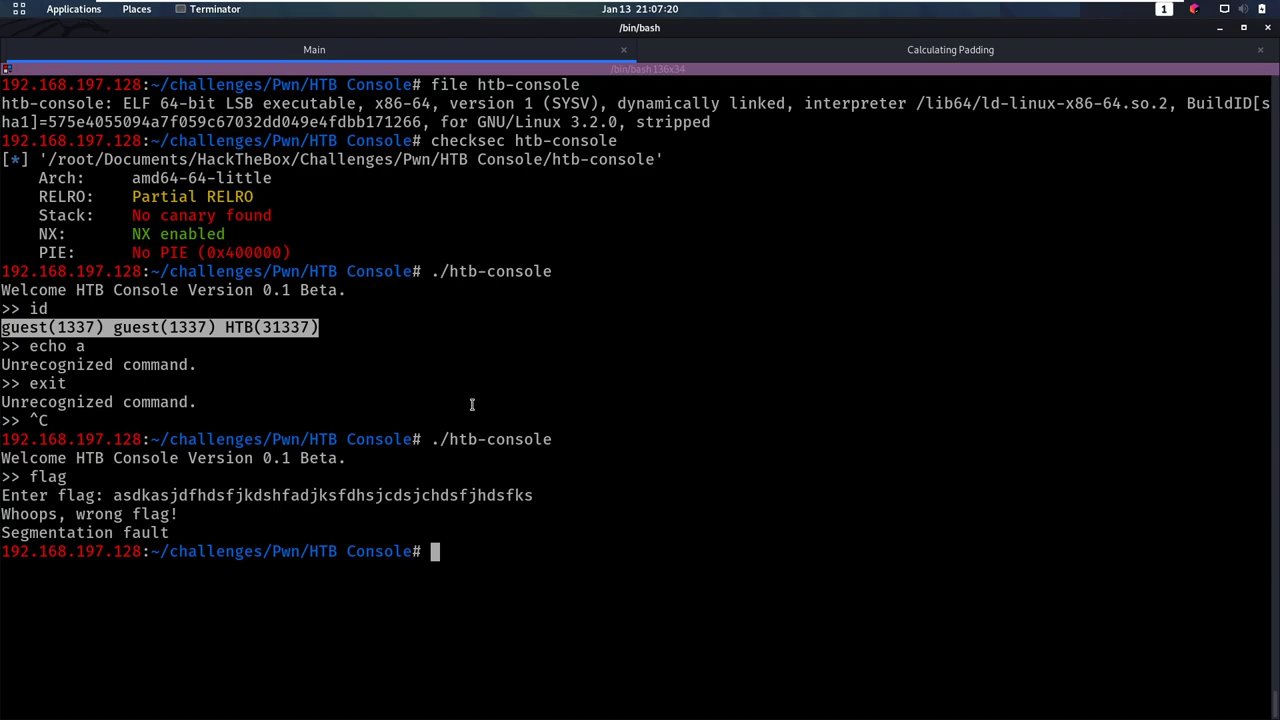 Applications Places Terminator Jan 13 21:07:20 1
/bin/bash
Main Calculating Padding
/bin/bash 136x34
192.168.197.128:~/challenges/Pwn/HTB Console# file htb-console
htb-console: ELF 64-bit LSB executable, x86-64, version 1 (SYSV), dynamically linked, interpreter /lib64/ld-linux-x86-64.so.2, BuildID[s
ha1]=575e4055094a7f059c67032dd049e4fdbb171266, for GNU/Linux 3.2.0, stripped
192.168.197.128:~/challenges/Pwn/HTB Console# checksec htb-console
[*] '/root/Documents/HackTheBox/Challenges/Pwn/HTB Console/htb-console'
Arch: amd64-64-little
RELRO: Partial RELRO
Stack: No canary found
NX: NX enabled
PIE: No PIE (0x400000)
192.168.197.128:~/challenges/Pwn/HTB Console# ./htb-console
Welcome HTB Console Version 0.1 Beta.
>> id
guest(1337) guest(1337) HTB(31337)
>> echo a
Unrecognized command.
>> exit
Unrecognized command.
>> ^C
192.168.197.128:~/challenges/Pwn/HTB Console# ./htb-console
Welcome HTB Console Version 0.1 Beta.
>> flag
Enter flag: asdkasjdfhdsfjkdshfadjksfdhsjcdsjchdsfjhdsfks
Whoops, wrong flag!
Segmentation fault
192.168.197.128:~/challenges/Pwn/HTB Console#